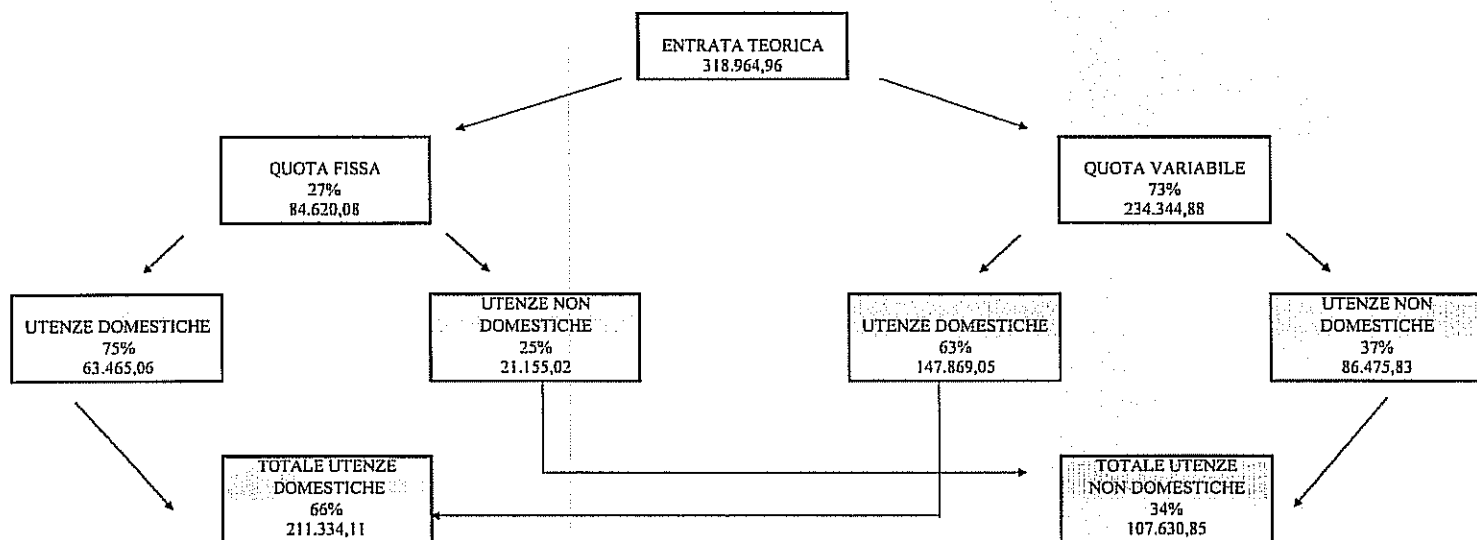 ENTRATA TEORICA
318.964,96
QUOTA FISSA
27%
84.620,08
QUOTA VARIABILE
73%
234.344,88
UTENZE DOMESTICHE
75%
63.465,06
UTENZE NON
DOMESTICHE
25%
21.155,02
UTENZE DOMESTICHE
63%
147.869,05
UTENZE NON
DOMESTICHE
37%
86.475,83
TOTALE UTENZE
DOMESTICHE
66%
211.334,11
TOTALE UTENZE
NON DOMESTICHE
34%
107.630,85